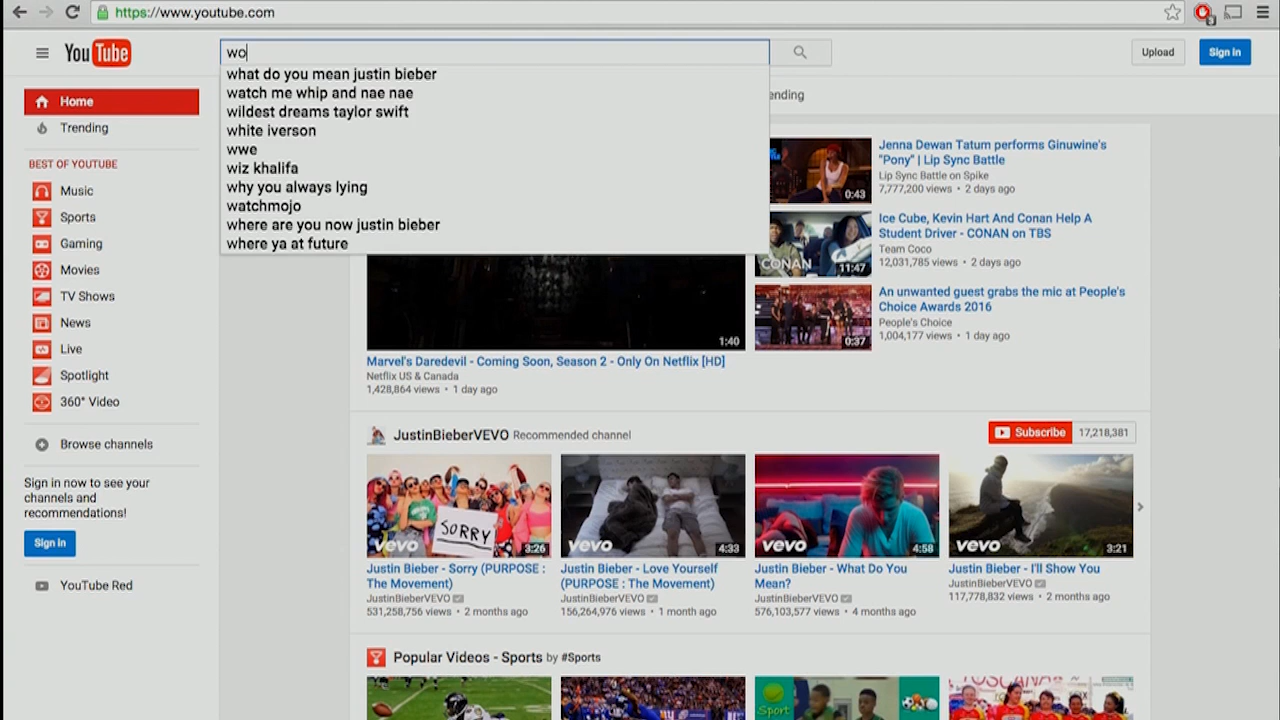 https://www.youtube.com
YouTube
wo
Upload
Sign in
what do you mean justin bieber
watch me whip and nae nae
wildest dreams taylor swift
white iverson
wwe
wiz khalifa
why you always lying
watchmojo
where are you now justin bieber
where ya at future
ending
Home
Trending
BEST OF YOUTUBE
Music
Sports
Gaming
Movies
TV Shows
News
Live
Spotlight
360° Video
Browse channels
Sign in now to see your
channels and
recommendations!
Sign in
YouTube Red
1:40
Marvel's Daredevil - Coming Soon, Season 2 - Only On Netflix [HD]
Netflix US & Canada
1,428,864 views • 1 day ago
0:43
Jenna Dewan Tatum performs Ginuwine's
"Pony" | Lip Sync Battle
Lip Sync Battle on Spike
7,777,200 views • 2 days ago
CONAN
11:47
Ice Cube, Kevin Hart And Conan Help A
Student Driver - CONAN on TBS
Team Coco
12,031,785 views • 2 days ago
0:37
An unwanted guest grabs the mic at People's
Choice Awards 2016
People's Choice
1,004,177 views • 1 day ago
JustinBieberVEVO Recommended channel
Subscribe 17,218,381
SORRY
vevo 3:26
Justin Bieber - Sorry (PURPOSE :
The Movement)
JustinBieberVEVO
531,258,756 views • 2 months ago
vevo 4:33
Justin Bieber - Love Yourself
(PURPOSE : The Movement)
JustinBieberVEVO
156,264,976 views • 1 month ago
vevo 4:58
Justin Bieber - What Do You
Mean?
JustinBieberVEVO
576,103,577 views • 4 months ago
vevo 3:21
Justin Bieber - I'll Show You
JustinBieberVEVO
117,778,832 views • 2 months ago
Popular Videos - Sports by #Sports
Sport
TOSCANA